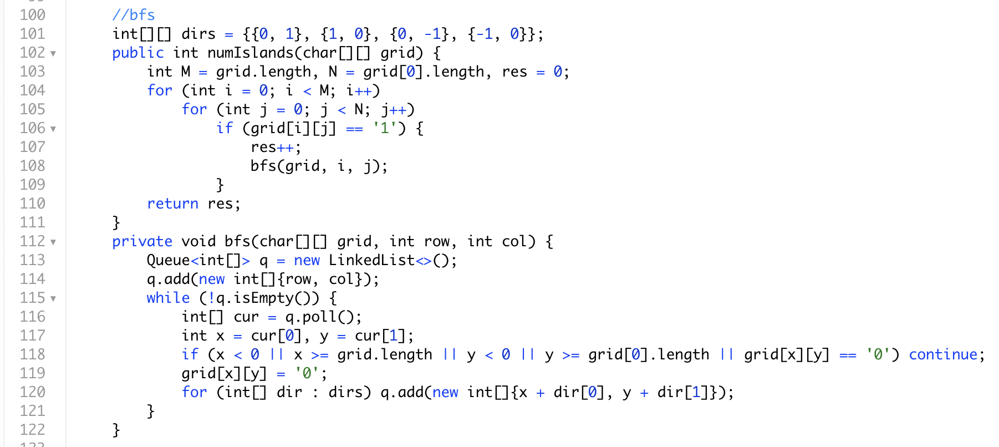 100 //bfs
101 int[][] dirs = {{0, 1}, {1, 0}, {0, -1}, {-1, 0}};
102 public int numIslands(char[][] grid) {
103 int M = grid.length, N = grid[0].length, res = 0;
104 for (int i = 0; i < M; i++)
105 for (int j = 0; j < N; j++)
106 if (grid[i][j] == '1') {
107 res++;
108 bfs(grid, i, j);
109 }
110 return res;
111 }
112 private void bfs(char[][] grid, int row, int col) {
113 Queue<int[]> q = new LinkedList<>();
114 q.add(new int[]{row, col});
115 while (!q.isEmpty()) {
116 int[] cur = q.poll();
117 int x = cur[0], y = cur[1];
118 if (x < 0 || x >= grid.length || y < 0 || y >= grid[0].length || grid[x][y] == '0') continue;
119 grid[x][y] = '0';
120 for (int[] dir : dirs) q.add(new int[]{x + dir[0], y + dir[1]});
121 }
122 }